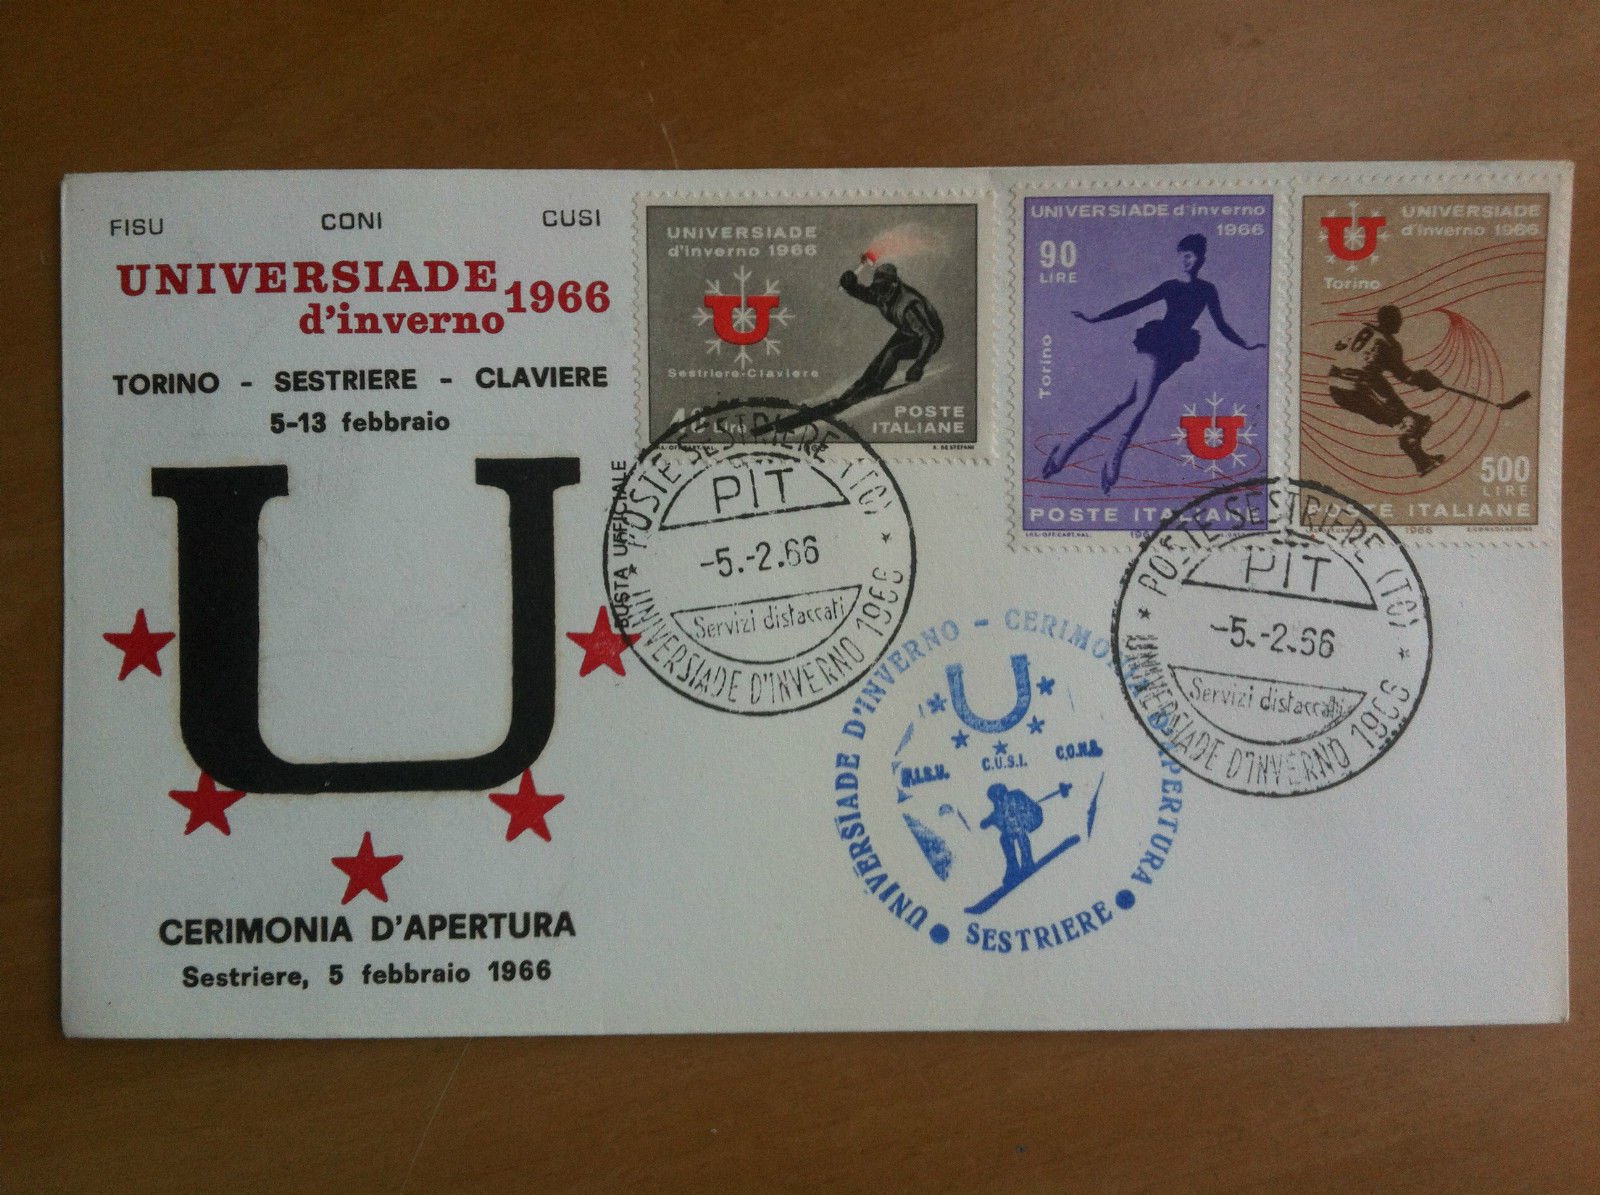 FISU CONI CUSI
UNIVERSIADE
d'inverno 1966
TORINO - SESTRIERE - CLAVIERE
5-13 febbraio
U
CERIMONIA D'APERTURA
Sestriere, 5 febbraio 1966
BUSTA UFFICIALE
UNIVERSIADE
d'inverno 1966
U
Sestriere-Claviere
Lire
POSTE
ITALIANE
UNIVERSIADE d'inverno
1966
90
LIRE
Torino
U
POSTE ITALIANE
UNIVERSIADE
d'inverno 1966
U
Torino
500
LIRE
POSTE ITALIANE
1966
POSTE SESTRIERE (TO)
PIT
-5.-2.66
Servizi distaccati
* UNIVERSIADE D'INVERNO 1966 *
POSTE SESTRIERE (TO)
PIT
-5.-2.66
Servizi distaccati
* UNIVERSIADE D'INVERNO 1966 *
UNIVERSIADE D'INVERNO - CERIMONIA D'APERTURA
U
F.I.S.U. C.U.S.I.
SESTRIERE